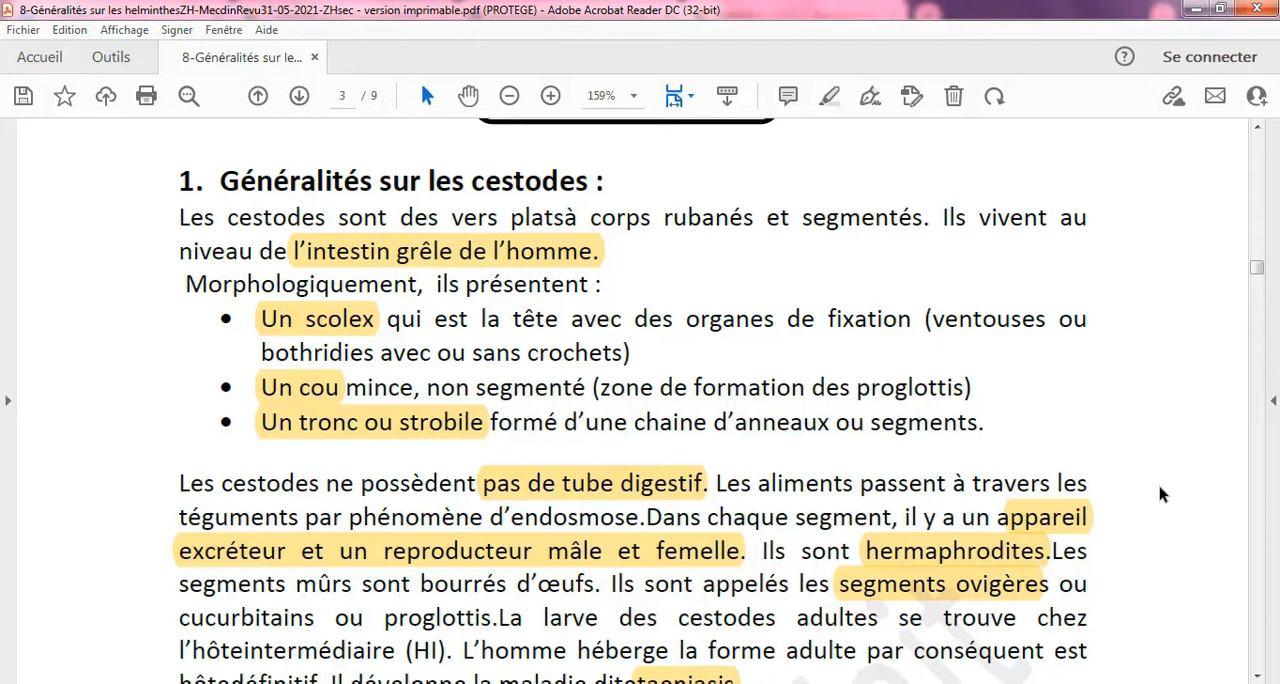 8-Généralités sur les helminthesZH-MecdinRevu31-05-2021-ZHsec - version imprimable.pdf (PROTEGE) - Adobe Acrobat Reader DC (32-bit)
Fichier Edition Affichage Signer Fenêtre Aide
Accueil Outils 8-Généralités sur le... × ? Se connecter
3 / 9 159%
1. Généralités sur les cestodes :
Les cestodes sont des vers platsà corps rubanés et segmentés. Ils vivent au
niveau de l’intestin grêle de l’homme.
Morphologiquement, ils présentent :
• Un scolex qui est la tête avec des organes de fixation (ventouses ou
bothridies avec ou sans crochets)
• Un cou mince, non segmenté (zone de formation des proglottis)
• Un tronc ou strobile formé d’une chaine d’anneaux ou segments.
Les cestodes ne possèdent pas de tube digestif. Les aliments passent à travers les
téguments par phénomène d’endosmose.Dans chaque segment, il y a un appareil
excréteur et un reproducteur mâle et femelle. Ils sont hermaphrodites.Les
segments mûrs sont bourrés d’œufs. Ils sont appelés les segments ovigères ou
cucurbitains ou proglottis.La larve des cestodes adultes se trouve chez
l’hôteintermédiaire (HI). L’homme héberge la forme adulte par conséquent est
hôtedéfinitif. Il développe la maladie ditetaeniasis.